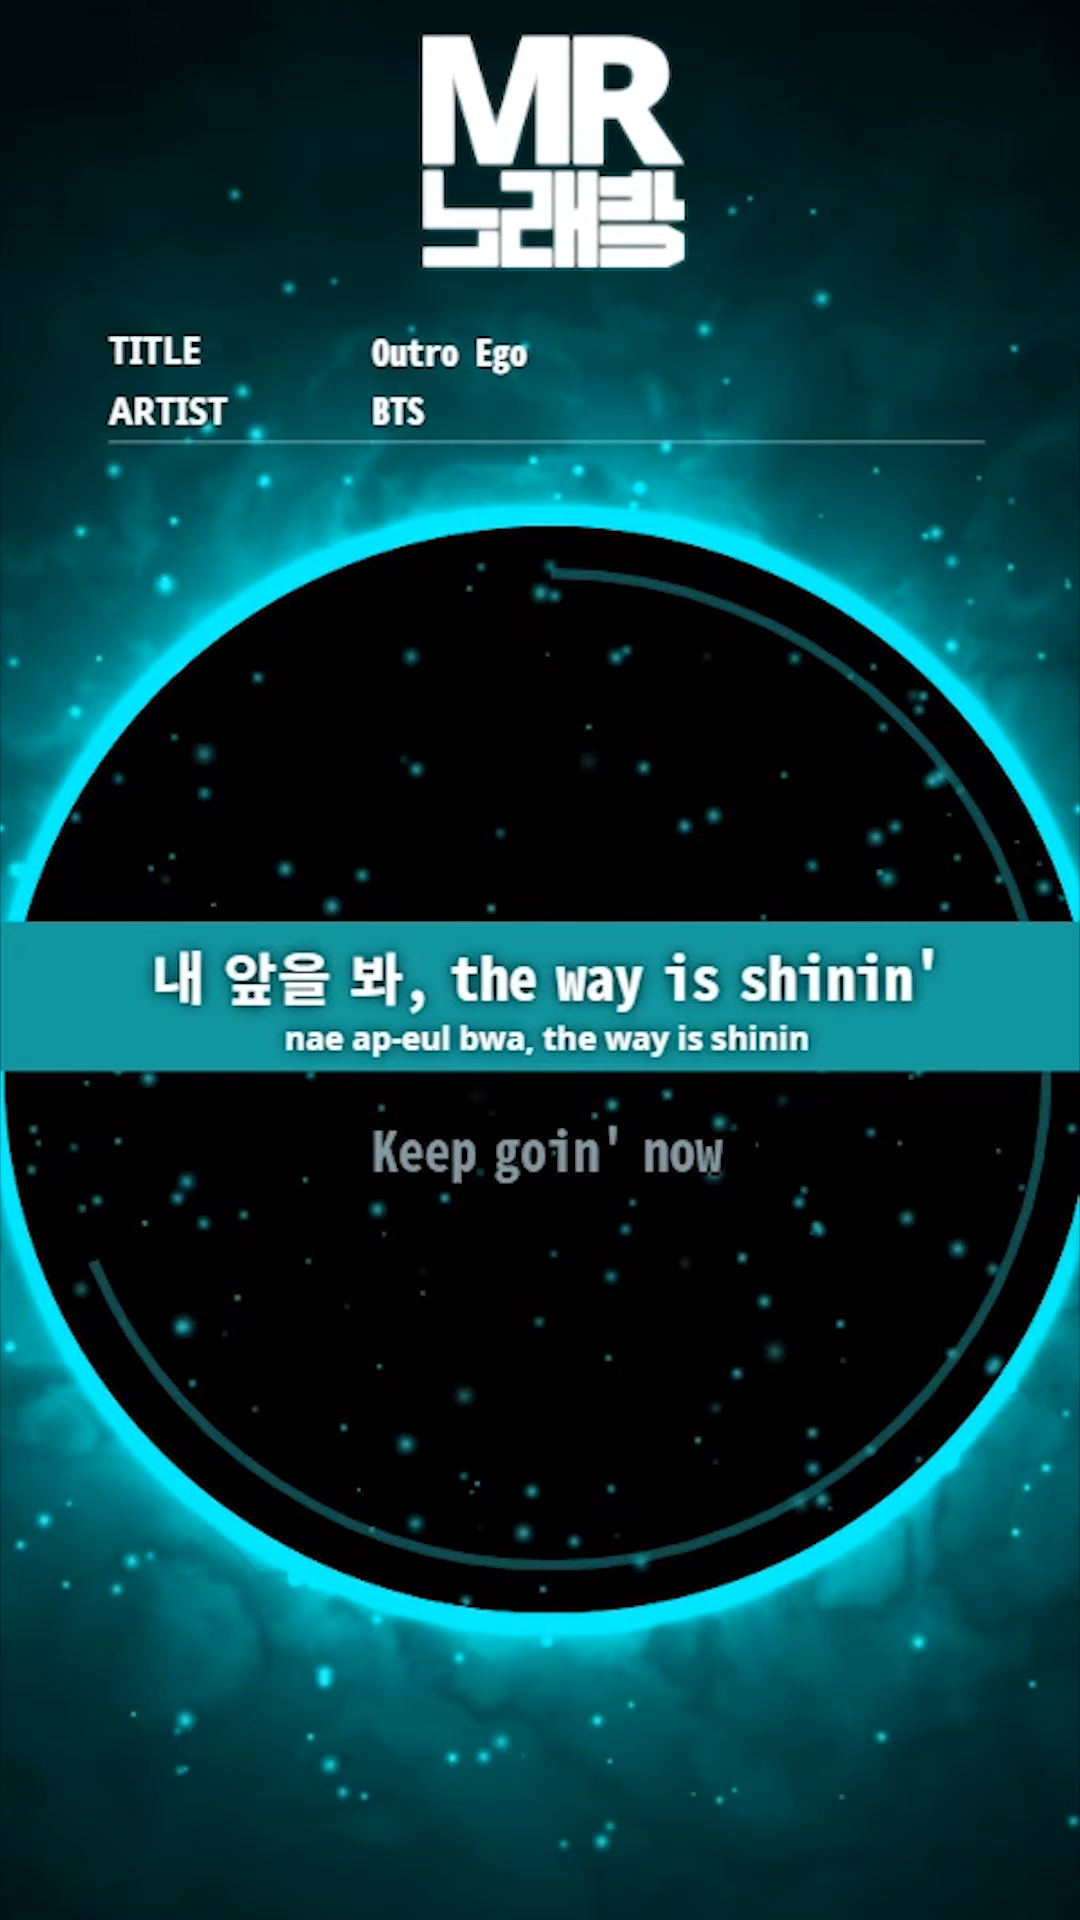 MR
노래방
TITLE Outro Ego
ARTIST BTS
내 앞을 봐, the way is shinin'
nae ap-eul bwa, the way is shinin
Keep goin' now